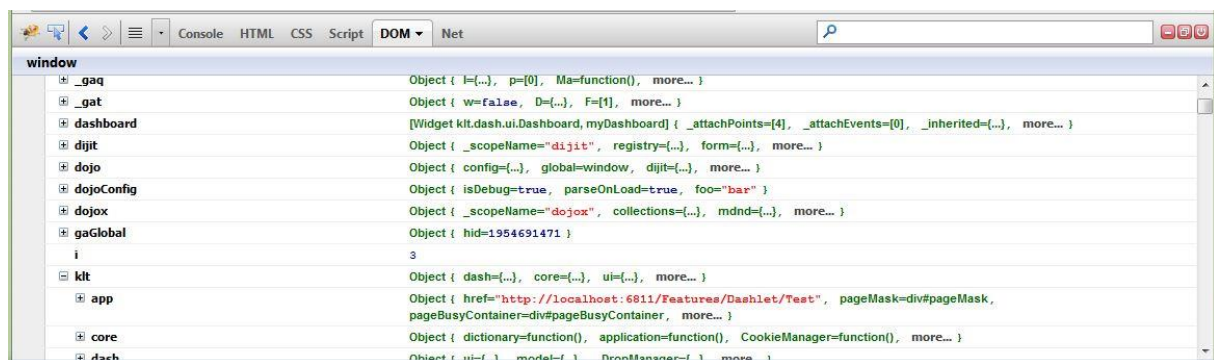 Console HTML CSS Script DOM Net
window
_gaq Object { l={...}, p=[0], Ma=function(), more... }
_gat Object { w=false, D={...}, F=[1], more... }
dashboard [Widget klt.dash.ui.Dashboard, myDashboard] { _attachPoints=[4], _attachEvents=[0], _inherited={...}, more... }
dijit Object { _scopeName="dijit", registry={...}, form={...}, more... }
dojo Object { config={...}, global=window, dijit={...}, more... }
dojoConfig Object { isDebug=true, parseOnLoad=true, foo="bar" }
dojox Object { _scopeName="dojox", collections={...}, mdnd={...}, more... }
gaGlobal Object { hid=1954691471 }
i 3
klt Object { dash={...}, core={...}, ui={...}, more... }
app Object { href="http://localhost:6811/Features/Dashlet/Test", pageMask=div#pageMask,
pageBusyContainer=div#pageBusyContainer, more... }
core Object { dictionary=function(), application=function(), CookieManager=function(), more... }
dash Object { ui={...}, model={...}, DropManager={...}, more... }